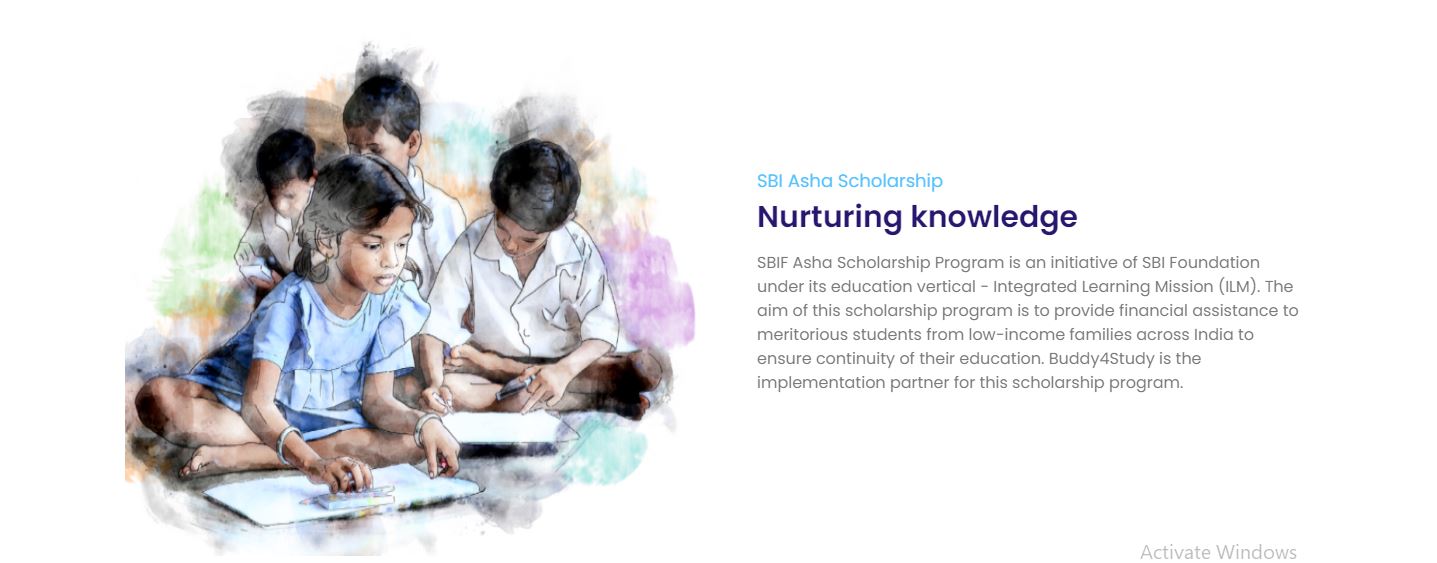 SBI Asha Scholarship
Nurturing knowledge
SBIF Asha Scholarship Program is an initiative of SBI Foundation
under its education vertical - Integrated Learning Mission (ILM). The
aim of this scholarship program is to provide financial assistance to
meritorious students from low-income families across India to
ensure continuity of their education. Buddy4Study is the
implementation partner for this scholarship program.
Activate Windows